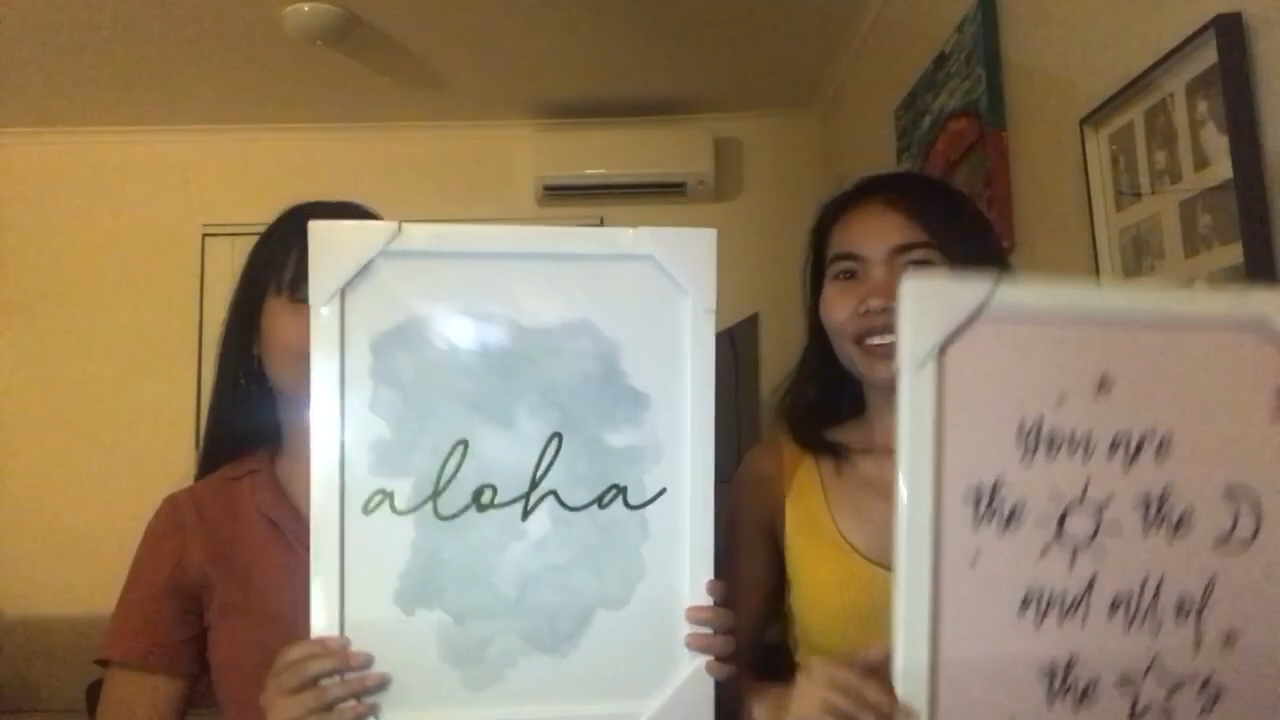 aloha
you are
the the
and all of
the